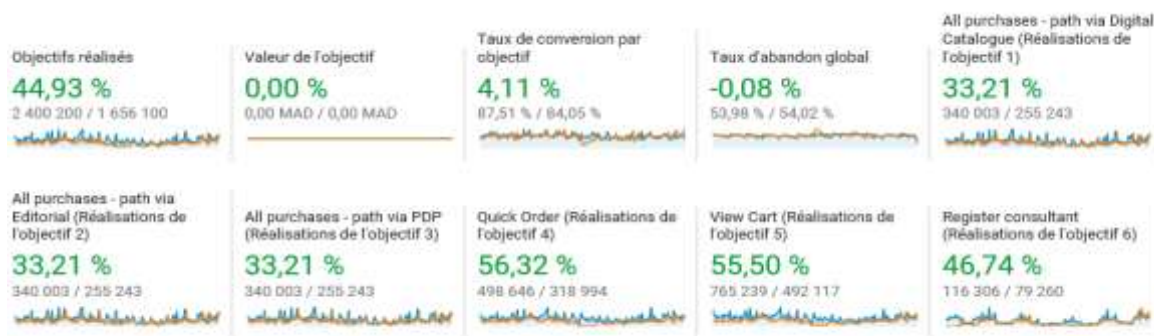 Objectifs réalisés
44,93 %
2 400 200 / 1 656 100
Valeur de l'objectif
0,00 %
0,00 MAD / 0,00 MAD
Taux de conversion par
objectif
4,11 %
87,51 % / 84,05 %
Taux d'abandon global
-0,08 %
53,98 % / 54,02 %
All purchases - path via Digital
Catalogue (Réalisations de
l'objectif 1)
33,21 %
340 003 / 255 243
All purchases - path via
Editorial (Réalisations de
l'objectif 2)
33,21 %
340 003 / 255 243
All purchases - path via PDP
(Réalisations de l'objectif 3)
33,21 %
340 003 / 255 243
Quick Order (Réalisations de
l'objectif 4)
56,32 %
498 646 / 318 994
View Cart (Réalisations de
l'objectif 5)
55,50 %
765 239 / 492 117
Register consultant
(Réalisations de l'objectif 6)
46,74 %
116 306 / 79 260